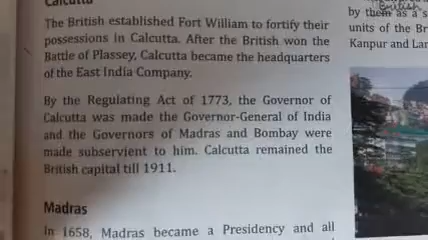 Calcutta
The British established Fort William to fortify their
possessions in Calcutta. After the British won the
Battle of Plassey, Calcutta became the headquarters
of the East India Company.
By the Regulating Act of 1773, the Governor of
Calcutta was made the Governor-General of India
and the Governors of Madras and Bombay were
made subservient to him. Calcutta remained the
British capital till 1911.
Madras
In 1658, Madras became a Presidency and all
British
by them as a s
units of the Br
Kanpur and Lar